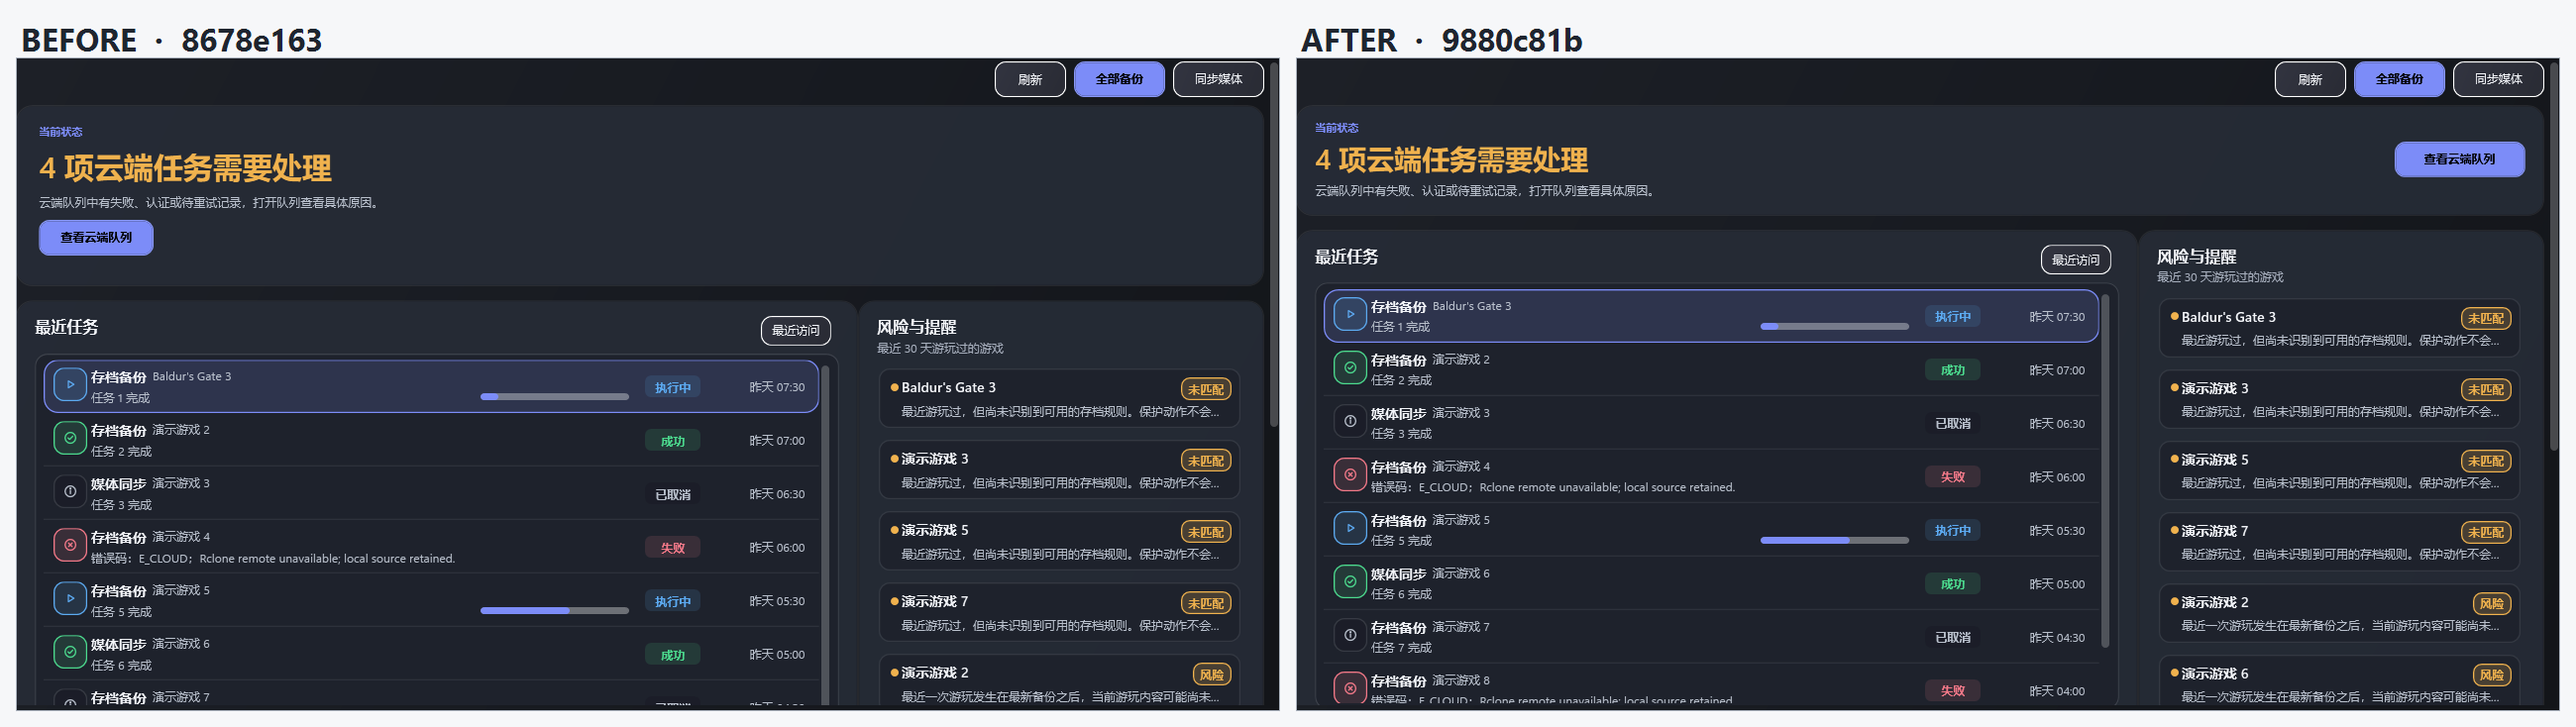 BEFORE · 8678e163
刷新
全部备份
同步媒体
当前状态
4 项云端任务需要处理
云端队列中有失败、认证或待重试记录，打开队列查看具体原因。
查看云端队列
最近任务
最近访问
存档备份 Baldur's Gate 3
任务 1 完成
执行中
昨天 07:30
存档备份 演示游戏 2
任务 2 完成
成功
昨天 07:00
媒体同步 演示游戏 3
任务 3 完成
已取消
昨天 06:30
存档备份 演示游戏 4
错误码：E_CLOUD；Rclone remote unavailable; local source retained.
失败
昨天 06:00
存档备份 演示游戏 5
任务 5 完成
执行中
昨天 05:30
媒体同步 演示游戏 6
任务 6 完成
成功
昨天 05:00
存档备份 演示游戏 7
风险与提醒
最近 30 天游玩过的游戏
Baldur's Gate 3
未匹配
最近游玩过，但尚未识别到可用的存档规则。保护动作不会...
演示游戏 3
未匹配
最近游玩过，但尚未识别到可用的存档规则。保护动作不会...
演示游戏 5
未匹配
最近游玩过，但尚未识别到可用的存档规则。保护动作不会...
演示游戏 7
未匹配
最近游玩过，但尚未识别到可用的存档规则。保护动作不会...
演示游戏 2
风险
最近一次游玩发生在最新备份之后，当前游玩内容可能尚未...
AFTER · 9880c81b
刷新
全部备份
同步媒体
当前状态
4 项云端任务需要处理
云端队列中有失败、认证或待重试记录，打开队列查看具体原因。
查看云端队列
最近任务
最近访问
存档备份 Baldur's Gate 3
任务 1 完成
执行中
昨天 07:30
存档备份 演示游戏 2
任务 2 完成
成功
昨天 07:00
媒体同步 演示游戏 3
任务 3 完成
已取消
昨天 06:30
存档备份 演示游戏 4
错误码：E_CLOUD；Rclone remote unavailable; local source retained.
失败
昨天 06:00
存档备份 演示游戏 5
任务 5 完成
执行中
昨天 05:30
媒体同步 演示游戏 6
任务 6 完成
成功
昨天 05:00
存档备份 演示游戏 7
任务 7 完成
已取消
昨天 04:30
存档备份 演示游戏 8
错误码：E_CLOUD；Rclone remote unavailable; local source retained.
失败
昨天 04:00
风险与提醒
最近 30 天游玩过的游戏
Baldur's Gate 3
未匹配
最近游玩过，但尚未识别到可用的存档规则。保护动作不会...
演示游戏 3
未匹配
最近游玩过，但尚未识别到可用的存档规则。保护动作不会...
演示游戏 5
未匹配
最近游玩过，但尚未识别到可用的存档规则。保护动作不会...
演示游戏 7
未匹配
最近游玩过，但尚未识别到可用的存档规则。保护动作不会...
演示游戏 2
风险
最近一次游玩发生在最新备份之后，当前游玩内容可能尚未...
演示游戏 6
风险
最近一次游玩发生在最新备份之后，当前游玩内容可能尚未...